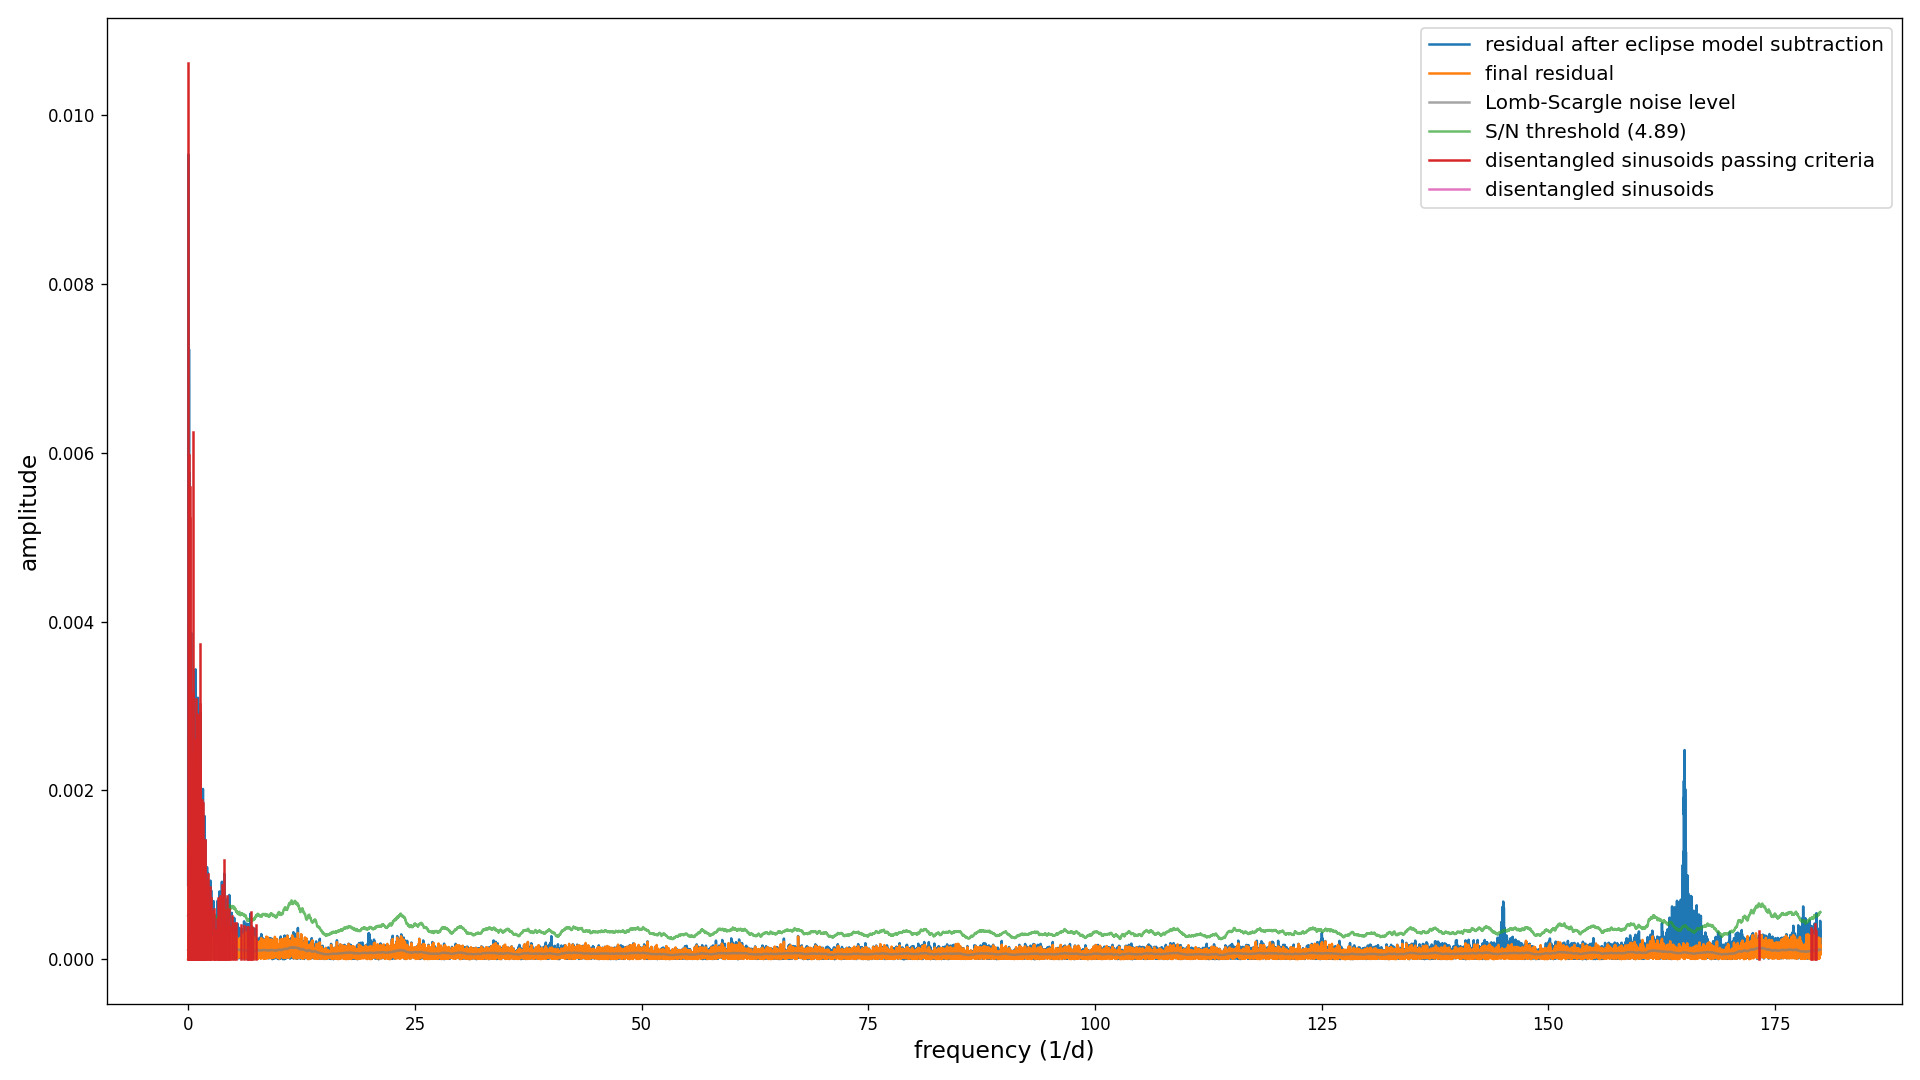 residual after eclipse model subtraction
final residual
Lomb-Scargle noise level
S/N threshold (4.89)
disentangled sinusoids passing criteria
disentangled sinusoids
0.010
0.008
0.006
0.004
0.002
0.000
amplitude
0 25 50 75 100 125 150 175
frequency (1/d)